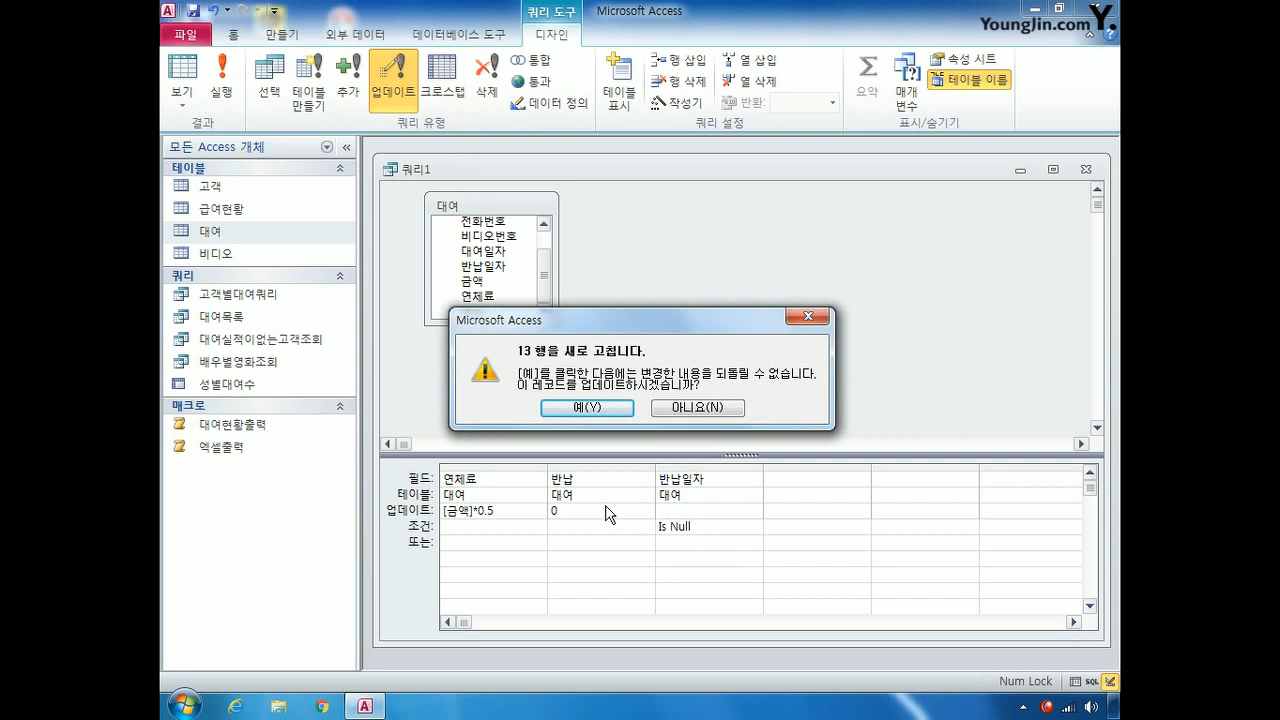 쿼리 도구
Microsoft Access
YoungJin.com Y.
파일
홈
만들기
외부 데이터
데이터베이스 도구
디자인
보기
실행
선택
테이블
만들기
추가
업데이트
크로스탭
삭제
통합
통과
데이터 정의
테이블
표시
행 삽입
행 삭제
작성기
열 삽입
열 삭제
반환:
요약
매개
변수
속성 시트
테이블 이름
결과
쿼리 유형
쿼리 설정
표시/숨기기
모든 Access 개체
테이블
고객
급여현황
대여
비디오
쿼리
고객별대여쿼리
대여목록
대여실적이없는고객조회
배우별영화조회
성별대여수
매크로
대여현황출력
엑셀출력
쿼리1
대여
전화번호
비디오번호
대여일자
반납일자
금액
연체료
Microsoft Access
13 행을 새로 고칩니다.
[예]를 클릭한 다음에는 변경한 내용을 되돌릴 수 없습니다.
이 레코드를 업데이트하시겠습니까?
예(Y)
아니요(N)
필드: 연체료 반납 반납일자
테이블: 대여 대여 대여
업데이트: [금액]*0.5 0
조건: Is Null
또는:
Num Lock
SQL